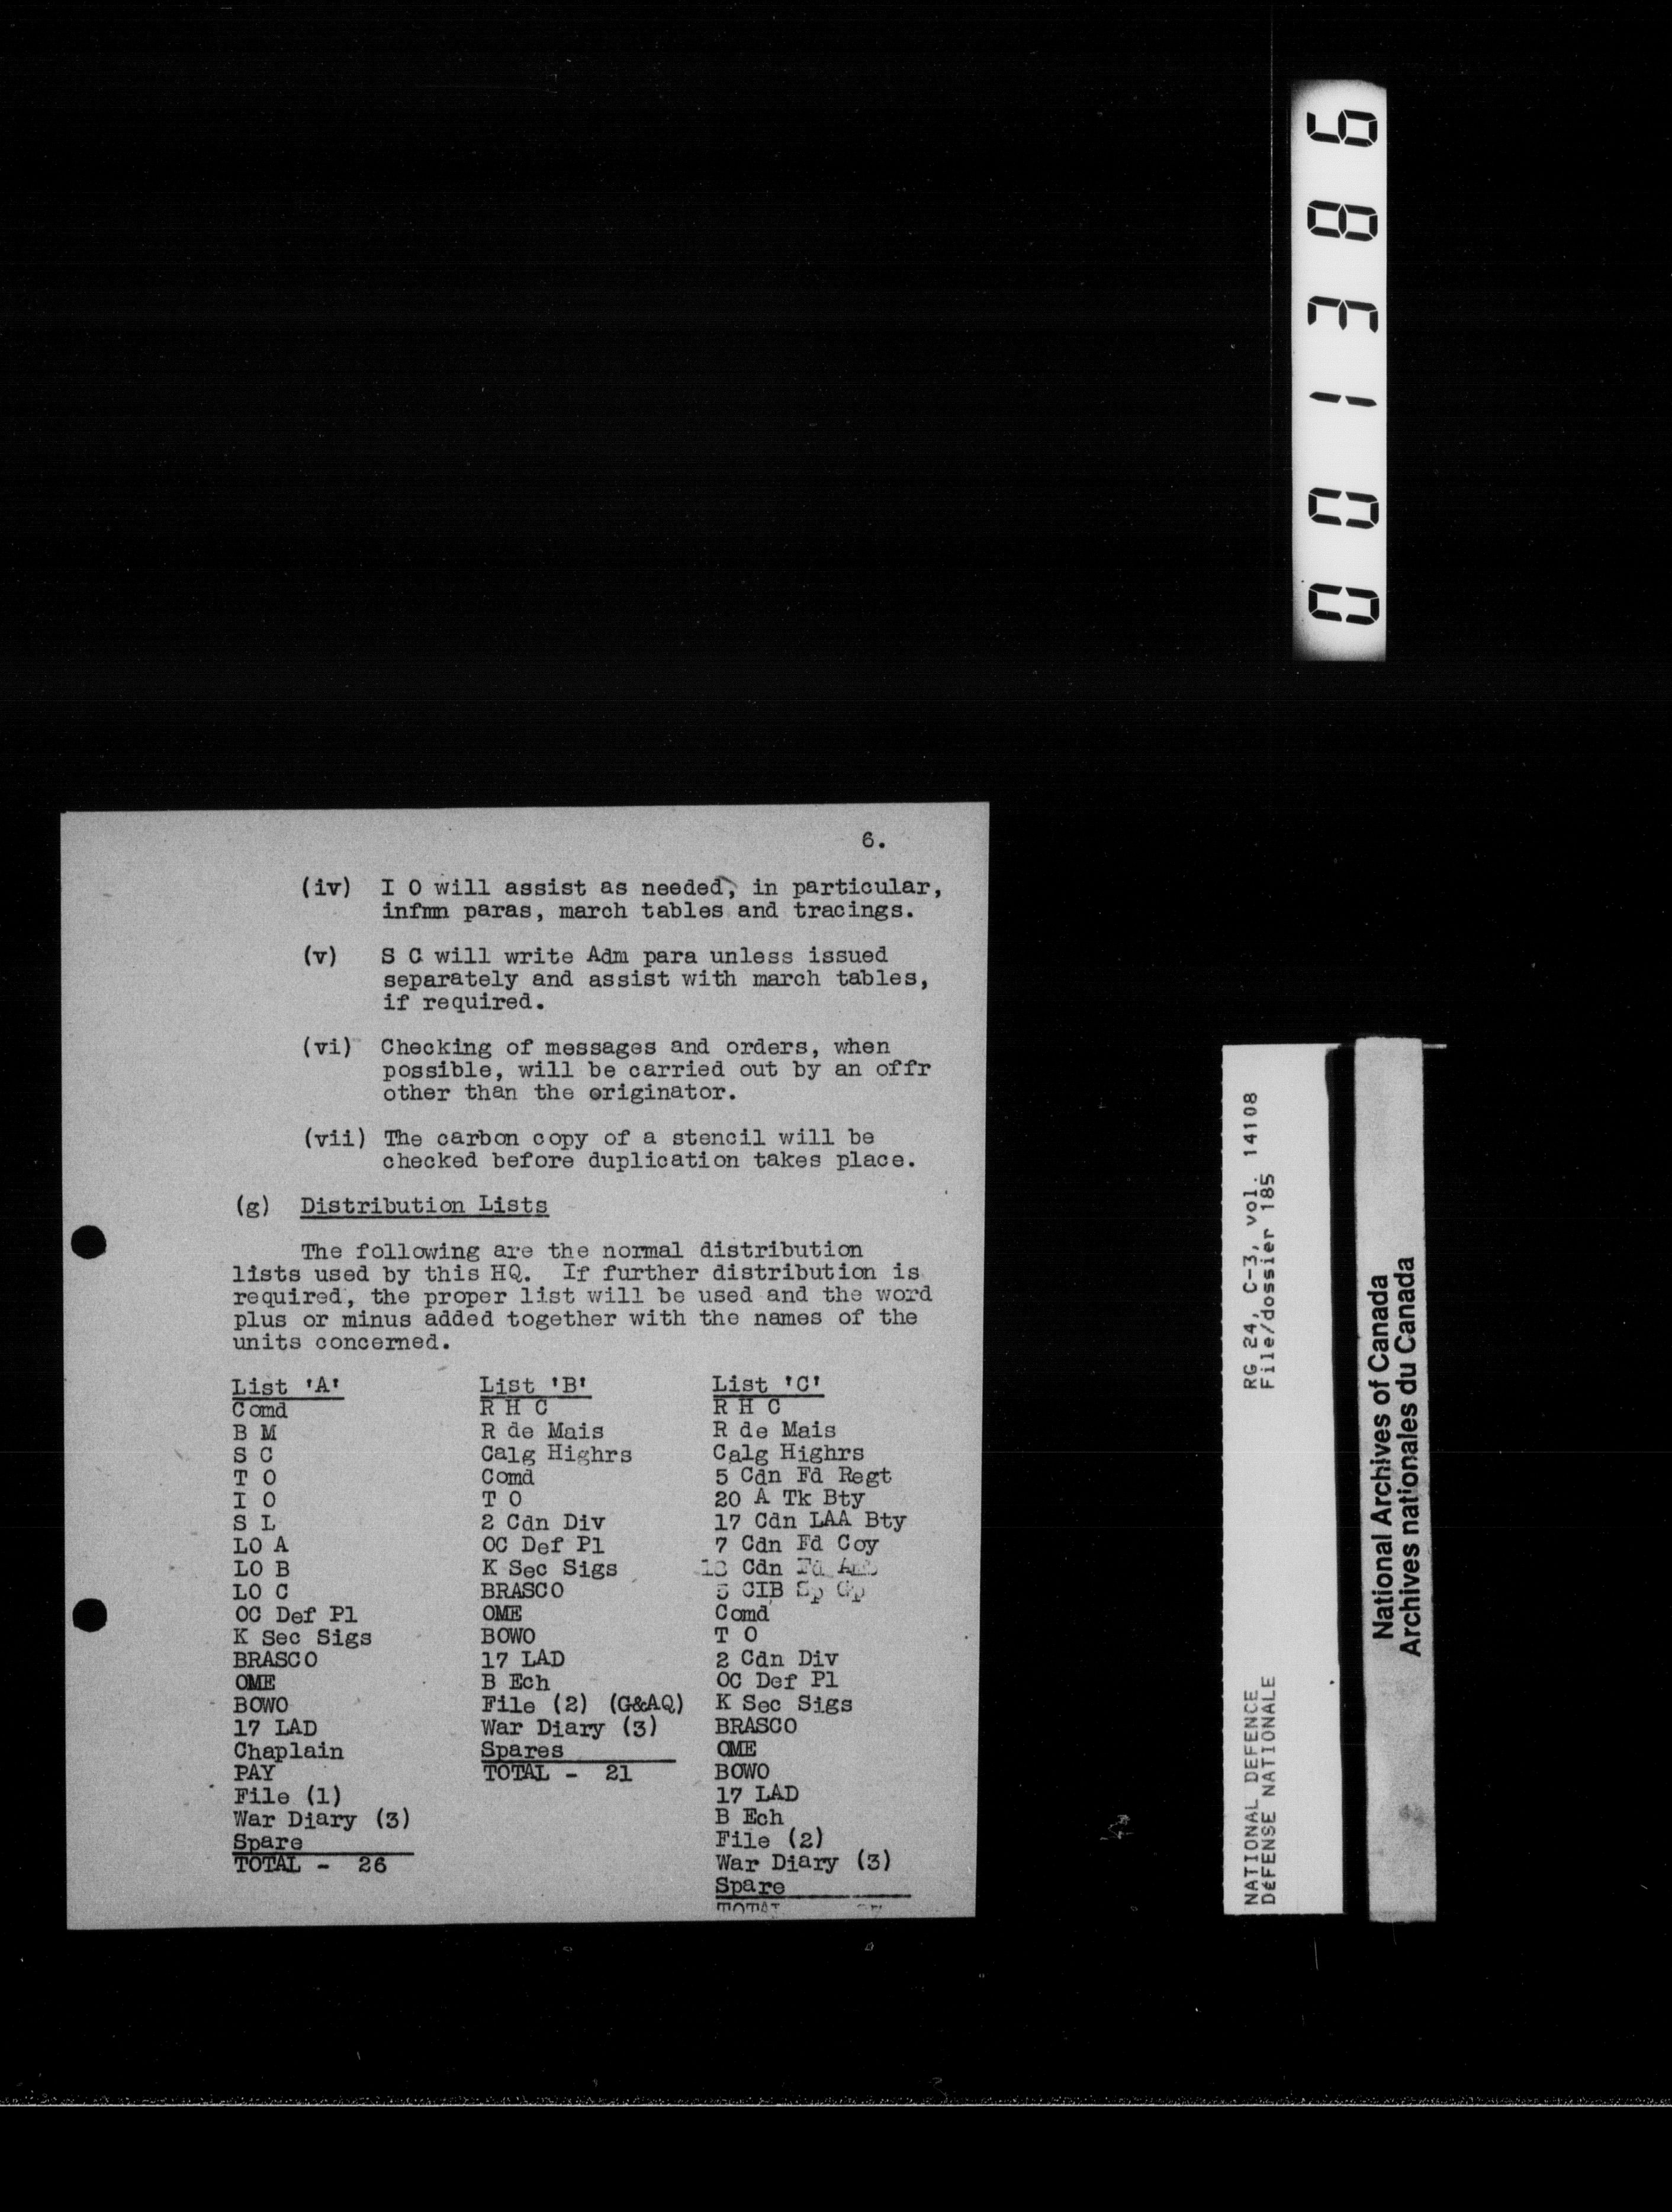 001386
6.
(iv) I O will assist as needed, in particular,
infmn paras, march tables and tracings.
(v) S C will write Adm para unless issued
separately and assist with march tables,
if required.
(vi) Checking of messages and orders, when
possible, will be carried out by an offr
other than the originator.
(vii) The carbon copy of a stencil will be
checked before duplication takes place.
(g) Distribution Lists
The following are the normal distribution
lists used by this HQ. If further distribution is
required, the proper list will be used and the word
plus or minus added together with the names of the
units concerned.
List 'A'
Comd
B M
S C
T O
I O
S L
LO A
LO B
LO C
OC Def Pl
K Sec Sigs
BRASCO
OME
BOWO
17 LAD
Chaplain
PAY
File (1)
War Diary (3)
Spare
TOTAL - 26
List 'B'
R H C
R de Mais
Calg Highrs
Comd
T O
2 Cdn Div
OC Def Pl
K Sec Sigs
BRASCO
OME
BOWO
17 LAD
B Ech
File (2) (G&AQ)
War Diary (3)
Spares
TOTAL - 21
List 'C'
R H C
R de Mais
Calg Highrs
5 Cdn Fd Regt
20 A Tk Bty
17 Cdn LAA Bty
7 Cdn Fd Coy
Cdn Fd Amb
5 CIB Sp Gp
Comd
T O
2 Cdn Div
OC Def Pl
K Sec Sigs
BRASCO
OME
BOWO
17 LAD
B Ech
File (2)
War Diary (3)
Spare
TOTAL
RG 24, C-3, vol. 14108
File/dossier 185
NATIONAL DEFENCE
DÉFENSE NATIONALE
National Archives of Canada
Archives nationales du Canada